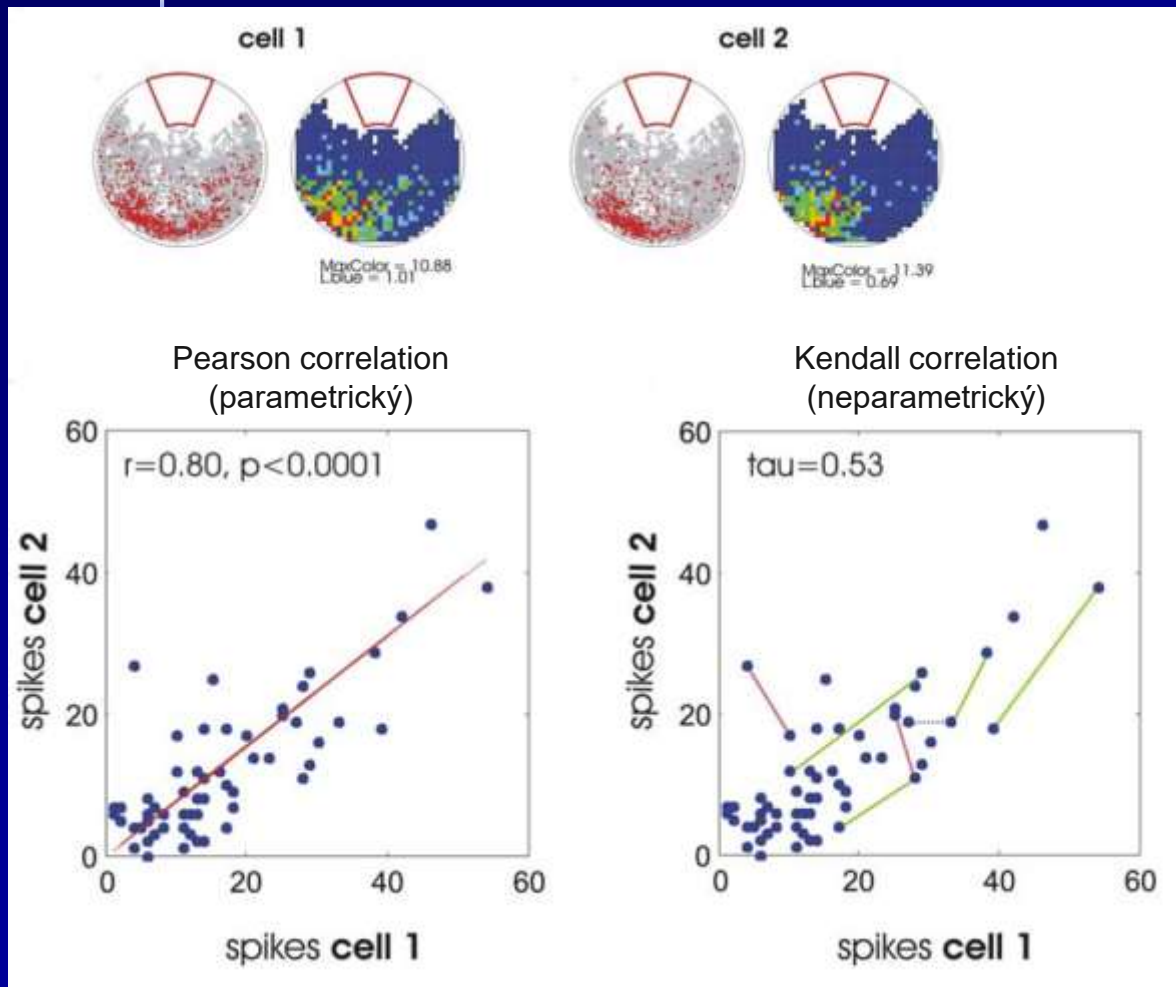 cell 1
cell 2
MaxColor = 10.88
L.blue = 1.01
MaxColor = 11.39
L.blue = 0.69
Pearson correlation
(parametrický)
Kendall correlation
(neparametrický)
60
r=0.80, p<0.0001
40
20
0
0 20 40 60
spikes cell 2
spikes cell 1
60
tau=0.53
40
20
0
0 20 40 60
spikes cell 2
spikes cell 1